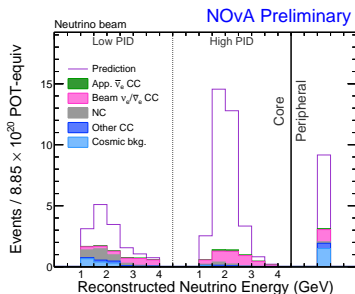 Neutrino beam
NOvA Preliminary
Low PID
High PID
Prediction
App. ν̅ₑ CC
Beam νₑ/ν̅ₑ CC
NC
Other CC
Cosmic bkg.
Core
Peripheral
Events / 8.85 × 10²⁰ POT-equiv
15
10
5
0
1 2 3 4 1 2 3 4
Reconstructed Neutrino Energy (GeV)